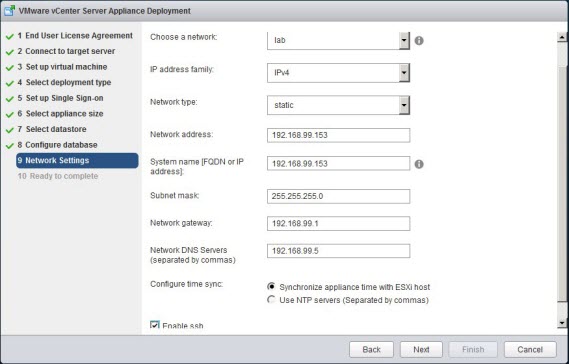 VMware vCenter Server Appliance Deployment
1 End User License Agreement
2 Connect to target server
3 Set up virtual machine
4 Select deployment type
5 Set up Single Sign-on
6 Select appliance size
7 Select datastore
8 Configure database
9 Network Settings
10 Ready to complete
Choose a network: lab
IP address family: IPv4
Network type: static
Network address: 192.168.99.153
System name [FQDN or IP address]: 192.168.99.153
Subnet mask: 255.255.255.0
Network gateway: 192.168.99.1
Network DNS Servers
(separated by commas) 192.168.99.5
Configure time sync: Synchronize appliance time with ESXi host
Use NTP servers (Separated by commas)
Enable ssh
Back Next Finish Cancel